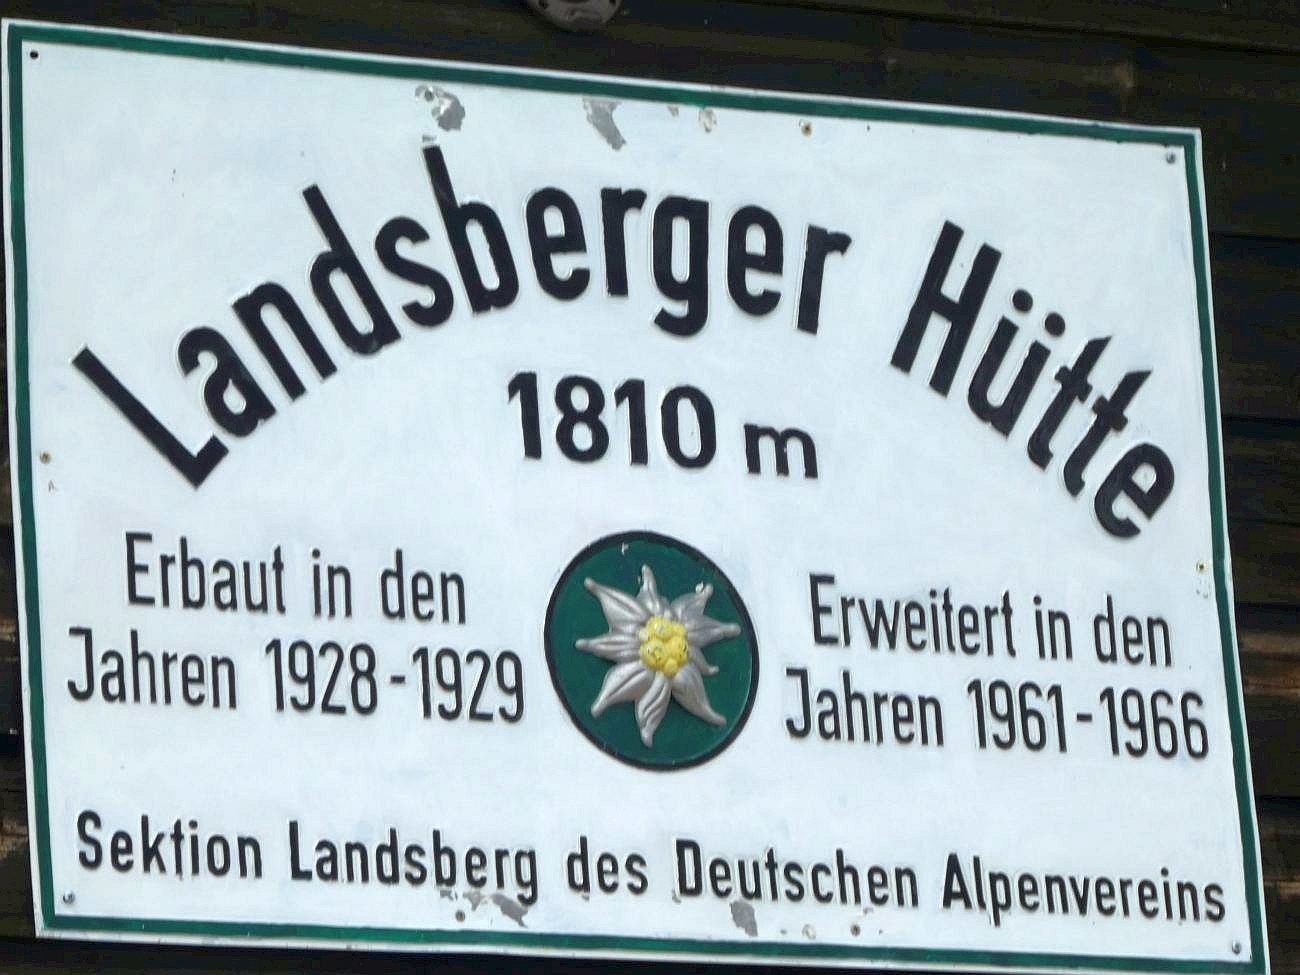 Landsberger Hütte
1810 m
Erbaut in den
Jahren 1928-1929
Erweitert in den
Jahren 1961-1966
Sektion Landsberg des Deutschen Alpenvereins